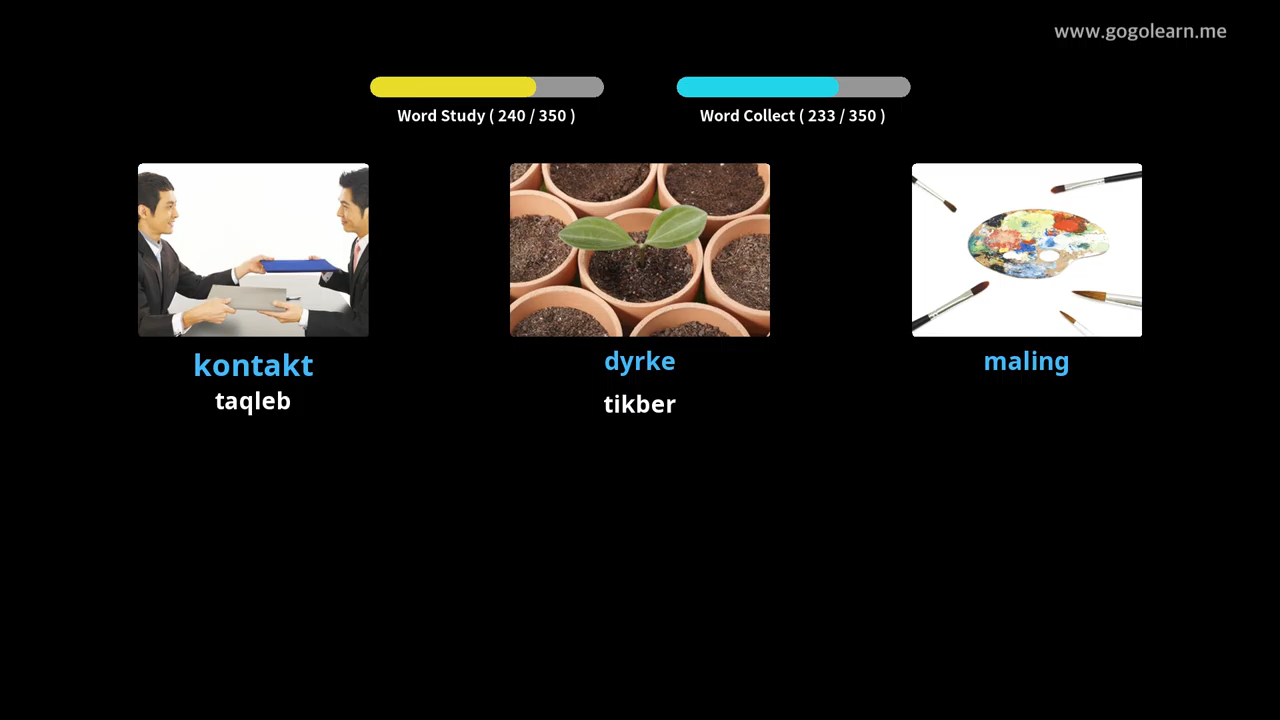 www.gogolearn.me
Word Study ( 240 / 350 )
Word Collect ( 233 / 350 )
kontakt
taqleb
dyrke
tikber
maling